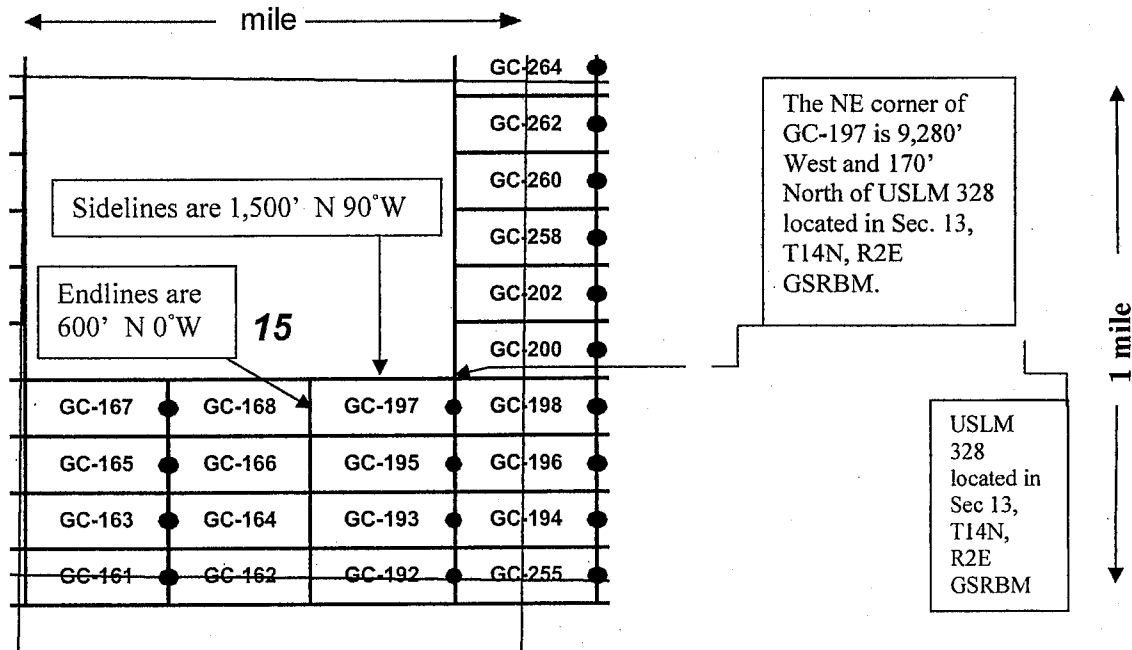 mile
GC-264
GC-262
GC-260
GC-258
GC-202
GC-200
The NE corner of
GC-197 is 9,280'
West and 170'
North of USLM 328
located in Sec. 13,
T14N, R2E
GSRBM.
1 mile
Sidelines are 1,500' N 90°W
Endlines are
600' N 0°W
15
GC-167 GC-168 GC-197 GC-198
GC-165 GC-166 GC-195 GC-196
GC-163 GC-164 GC-193 GC-194
GC-161 GC-162 GC-192 GC-255
USLM
328
located in
Sec 13,
T14N,
R2E
GSRBM